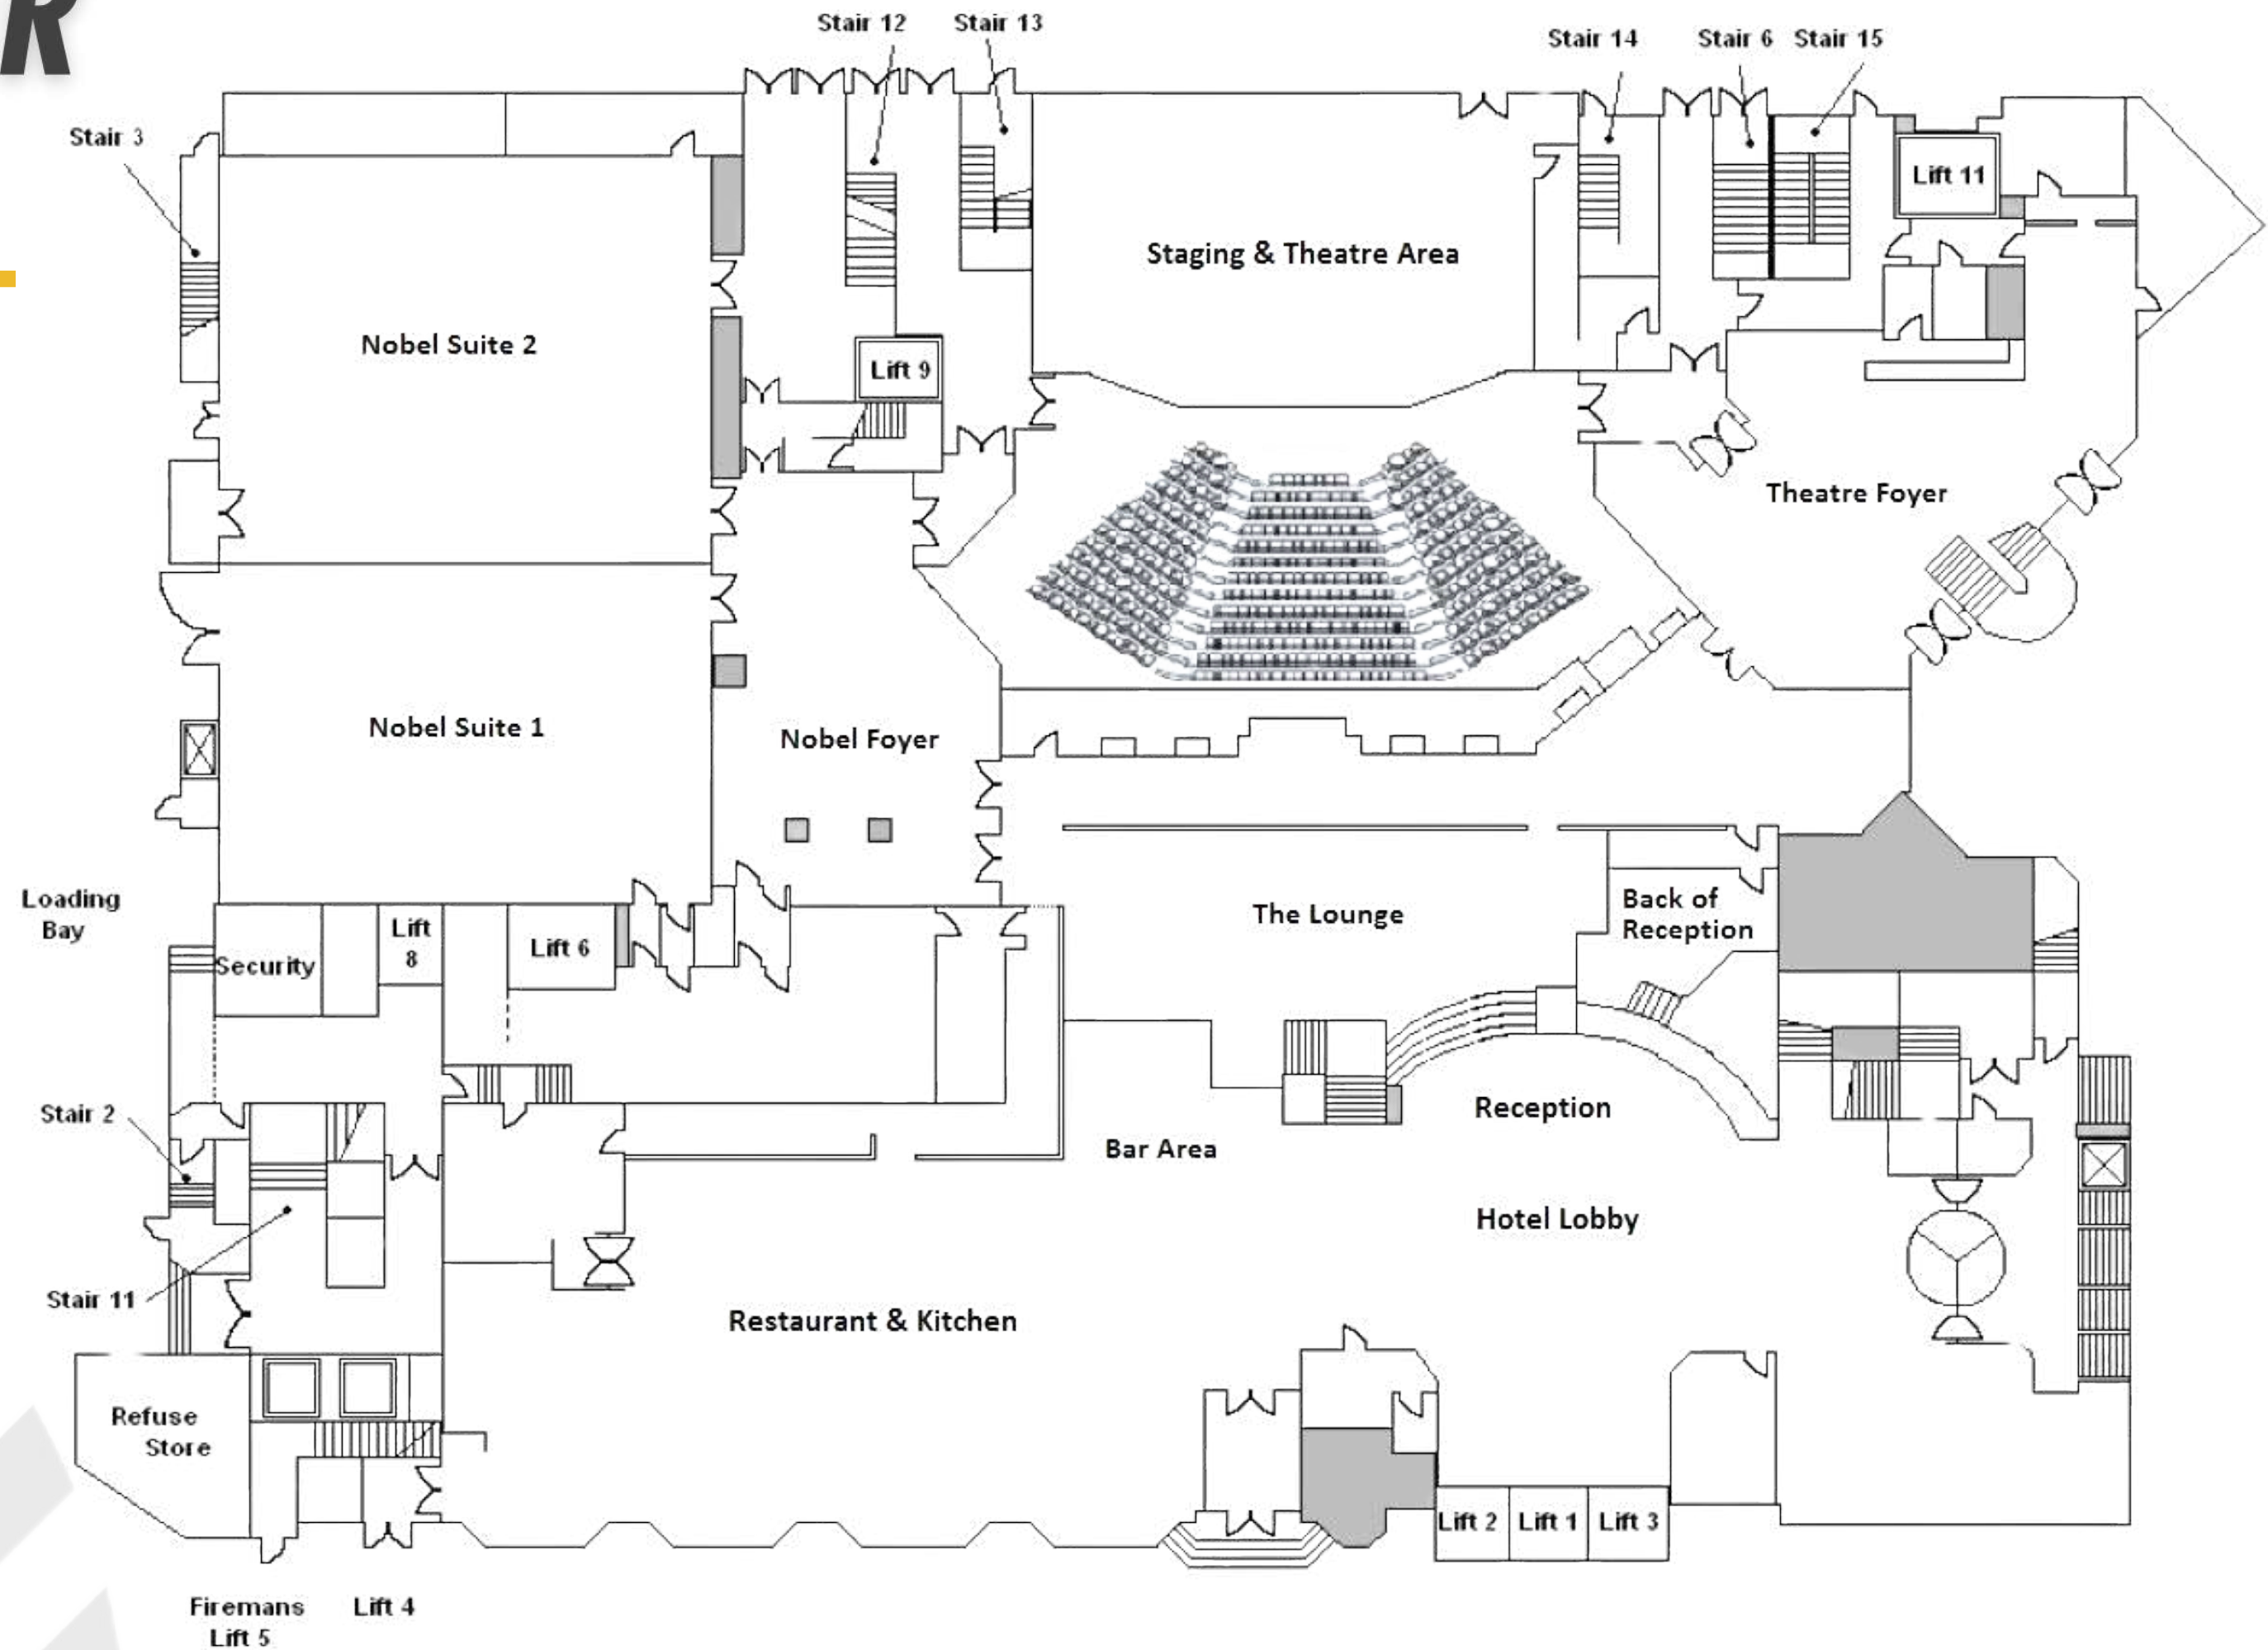 R
Stair 12
Stair 13
Stair 14
Stair 6
Stair 15
Stair 3
Lift 11
Staging & Theatre Area
Nobel Suite 2
Lift 9
Theatre Foyer
Nobel Suite 1
Nobel Foyer
Loading
Bay
The Lounge
Back of
Reception
Security
Lift
8
Lift 6
Stair 2
Reception
Bar Area
Hotel Lobby
Stair 11
Restaurant & Kitchen
Refuse
Store
Lift 2
Lift 1
Lift 3
Firemans
Lift 5
Lift 4